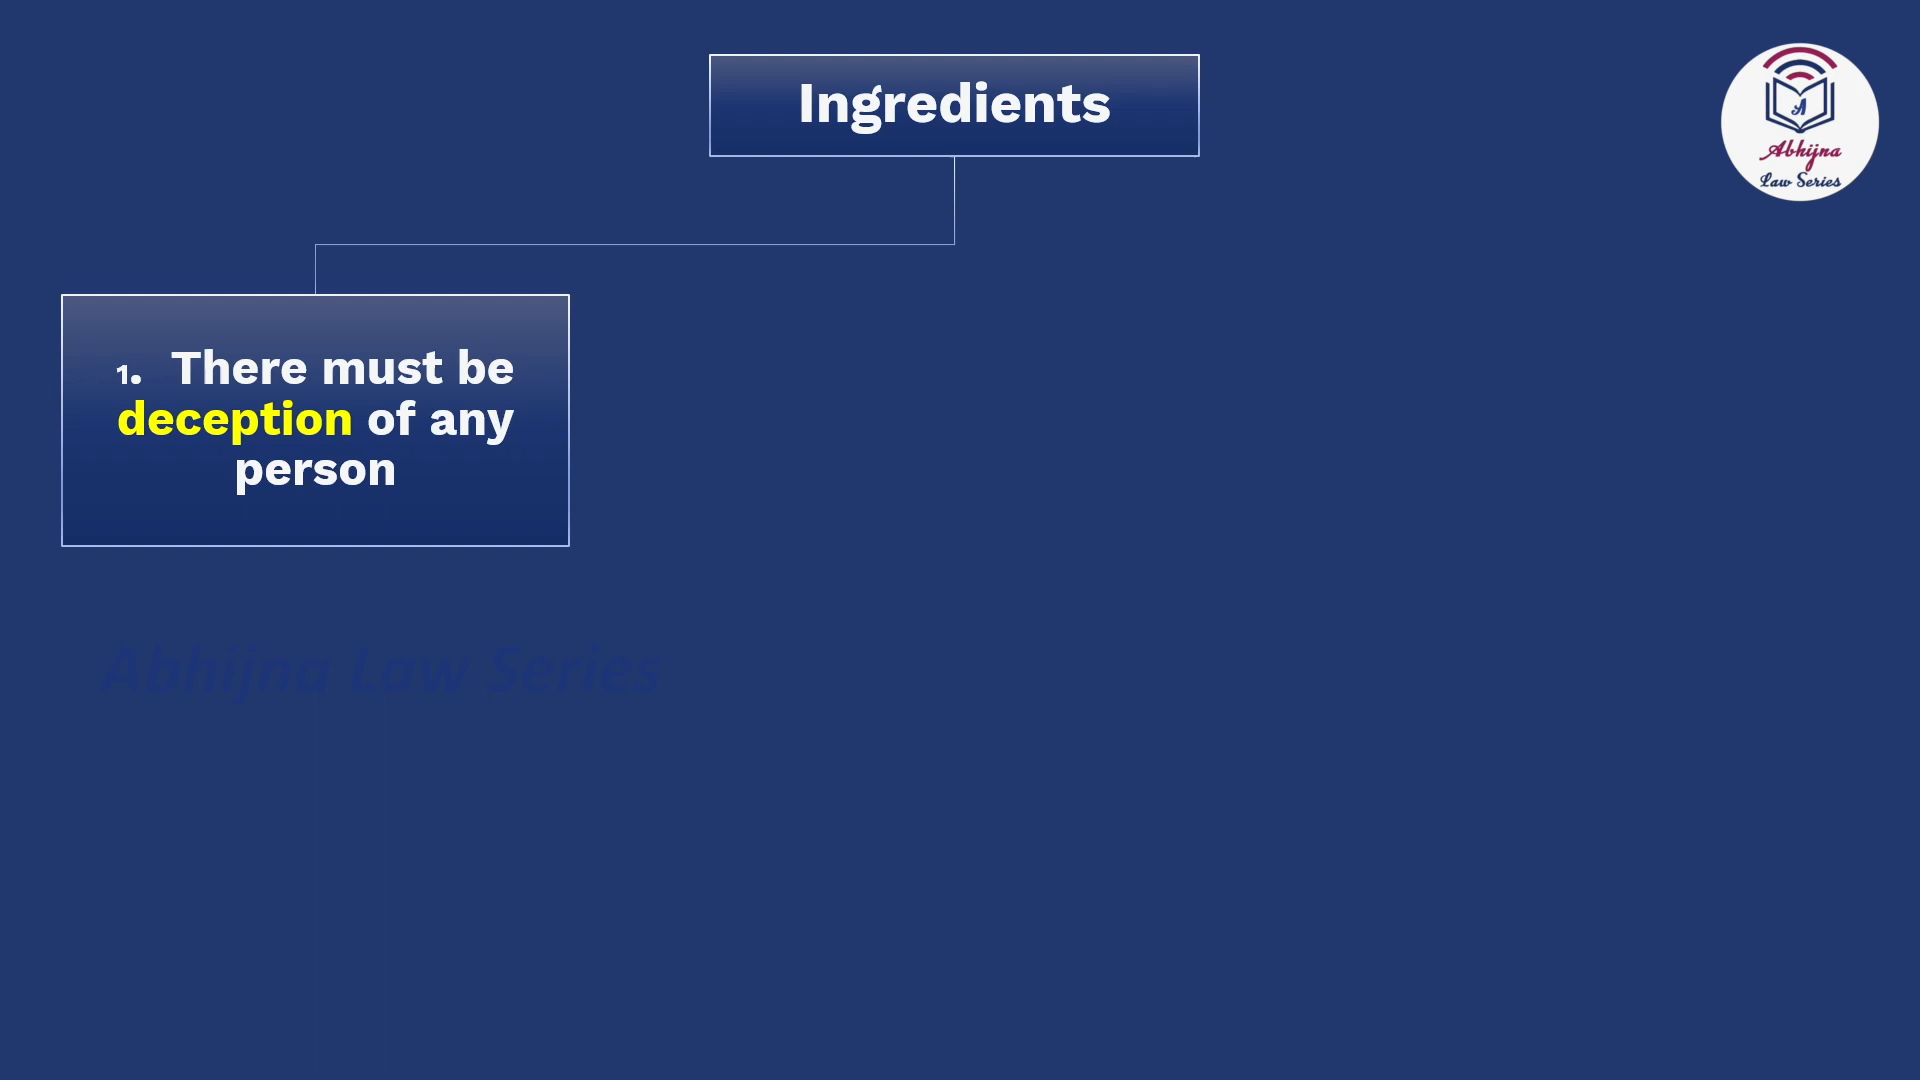 Ingredients
A
Abhijna
Law Series
1. There must be
deception of any
person
Abhijna Law Series